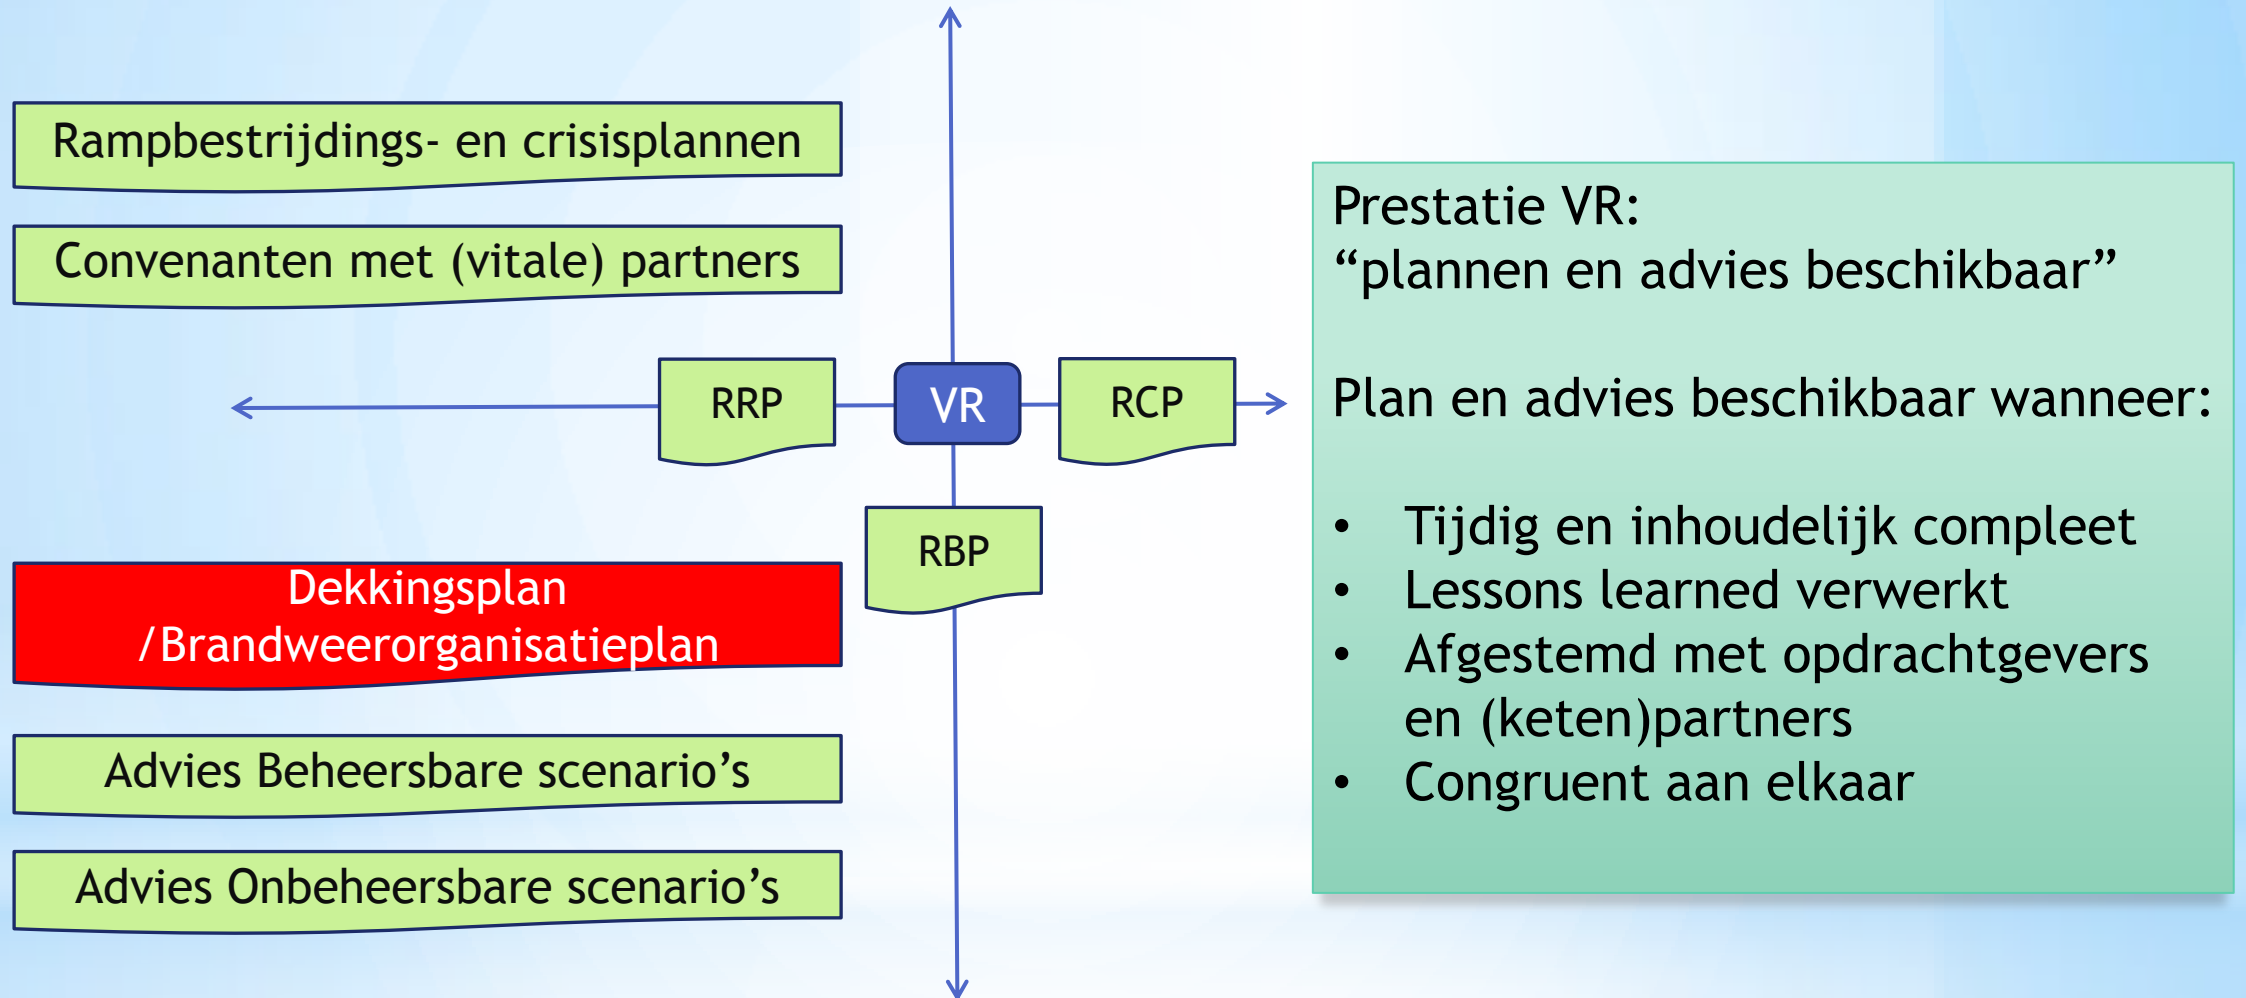 Rampbestrijdings- en crisisplannen
Convenanten met (vitale) partners
RRP
VR
RCP
RBP
Dekkingsplan
/Brandweerorganisatieplan
Advies Beheersbare scenario’s
Advies Onbeheersbare scenario’s
Prestatie VR:
“plannen en advies beschikbaar”
Plan en advies beschikbaar wanneer:
• Tijdig en inhoudelijk compleet
• Lessons learned verwerkt
• Afgestemd met opdrachtgevers
en (keten)partners
• Congruent aan elkaar